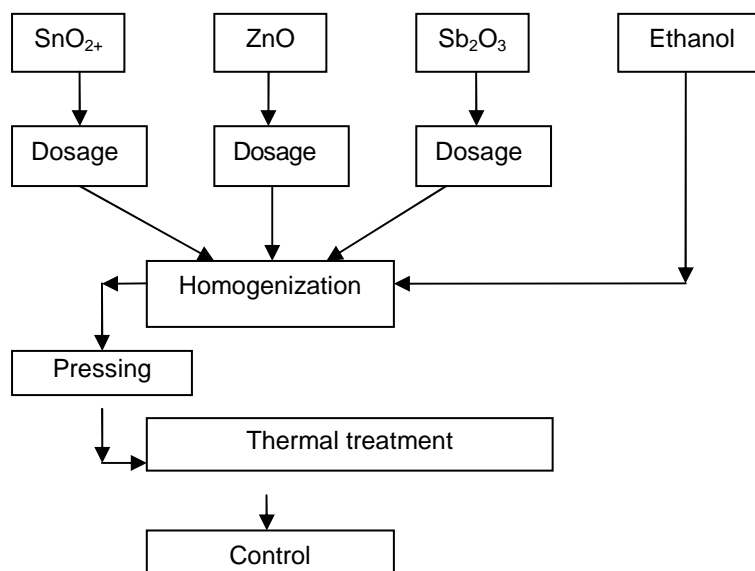 SnO₂₊
ZnO
Sb₂O₃
Ethanol
Dosage
Dosage
Dosage
Homogenization
Pressing
Thermal treatment
Control